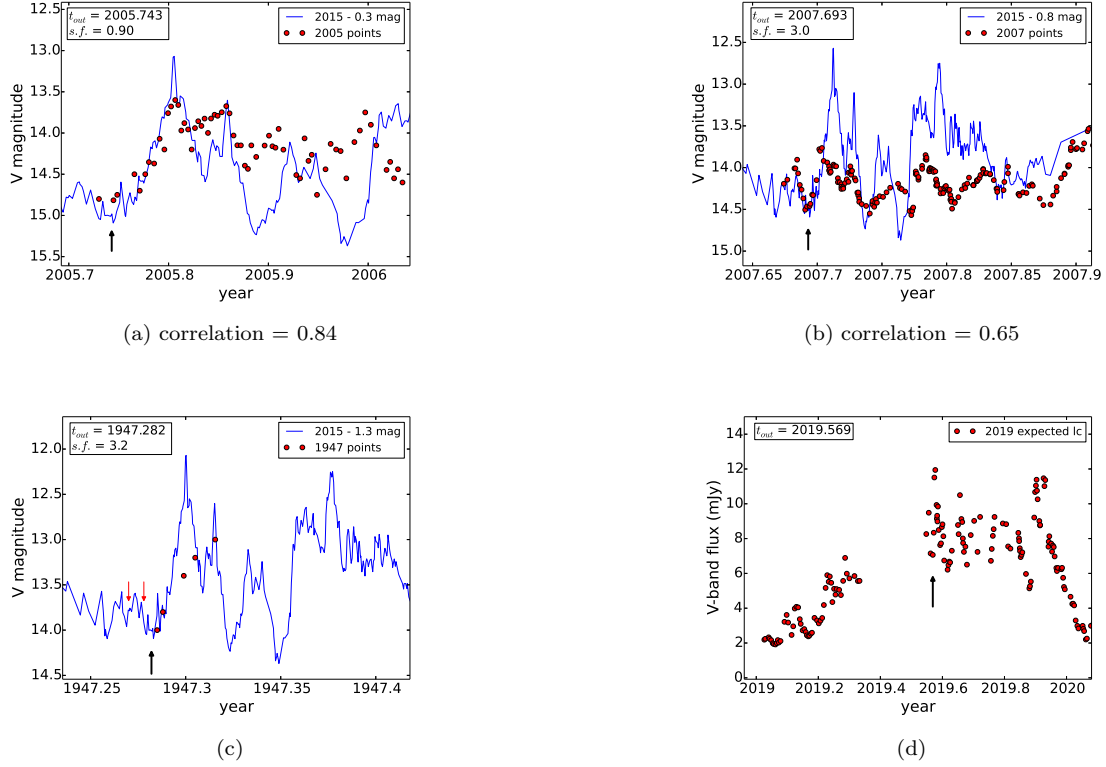 t_out = 2005.743
s.f. = 0.90
2015 - 0.3 mag
2005 points
12.5
13.0
13.5
14.0
14.5
15.0
15.5
V magnitude
2005.7
2005.8
2005.9
2006
year
(a) correlation = 0.84
t_out = 2007.693
s.f. = 3.0
2015 - 0.8 mag
2007 points
12.5
13.0
13.5
14.0
14.5
15.0
V magnitude
2007.65
2007.7
2007.75
2007.8
2007.85
2007.9
year
(b) correlation = 0.65
t_out = 1947.282
s.f. = 3.2
2015 - 1.3 mag
1947 points
12.0
12.5
13.0
13.5
14.0
14.5
V magnitude
1947.25
1947.3
1947.35
1947.4
year
(c)
t_out = 2019.569
2019 expected lc
14
12
10
8
6
4
2
0
V-band flux (mJy)
2019
2019.2
2019.4
2019.6
2019.8
2020
year
(d)